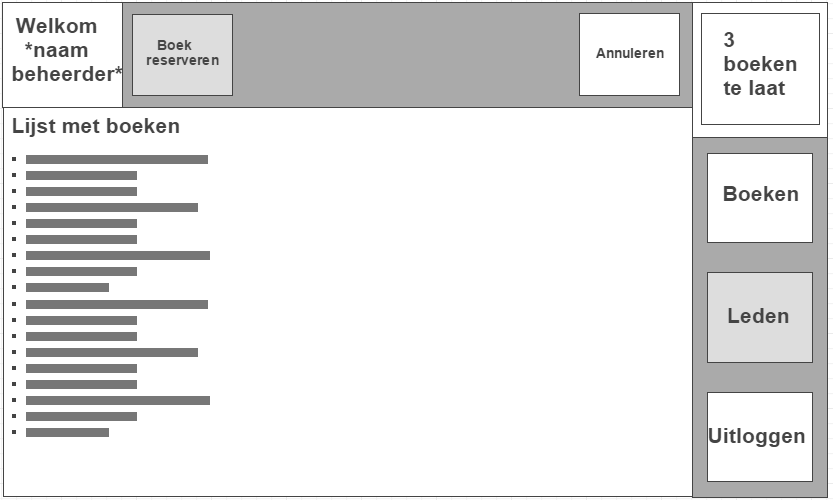 Welkom
*naam
beheerder*
Boek
reserveren
Annuleren
3
boeken
te laat
Lijst met boeken
Boeken
Leden
Uitloggen